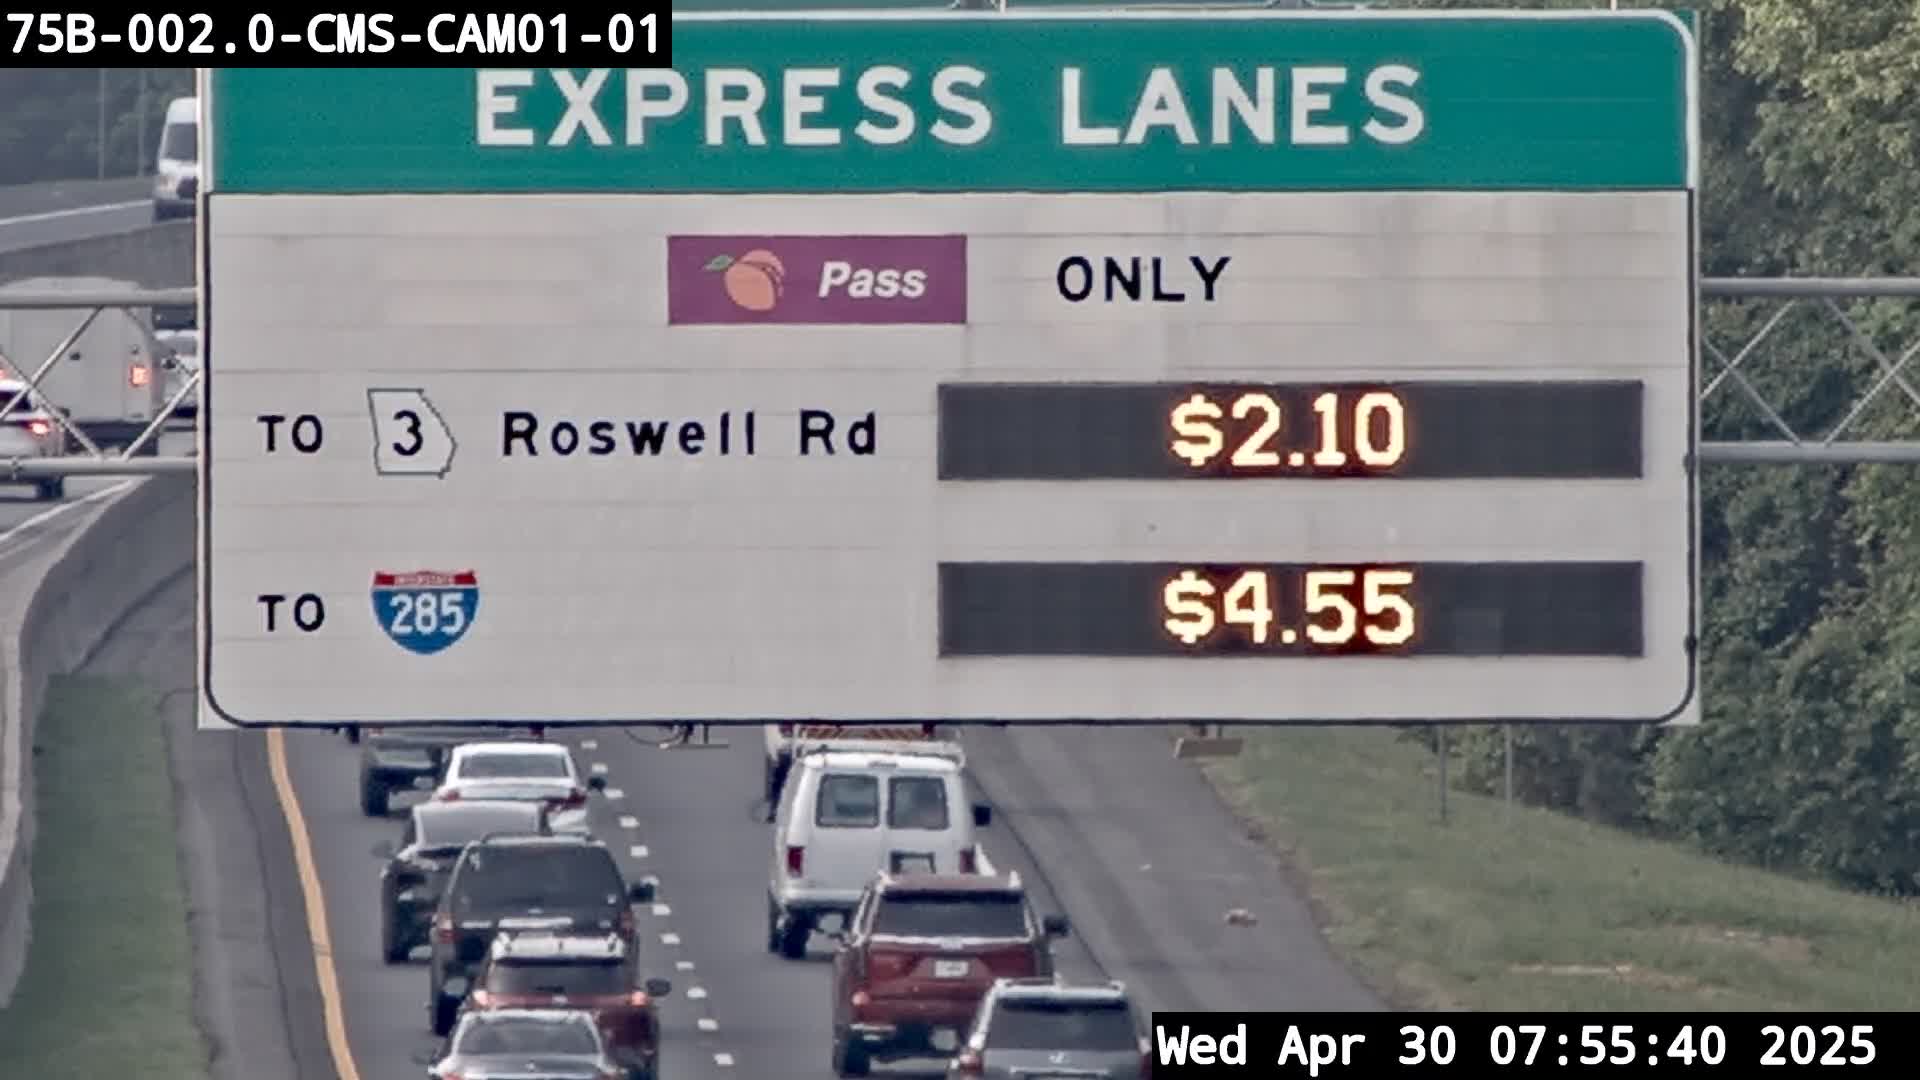 75B-002.0-CMS-CAM01-01
EXPRESS LANES
Pass ONLY
TO 3 Roswell Rd $2.10
TO INTERSTATE 285 $4.55
Wed Apr 30 07:55:40 2025